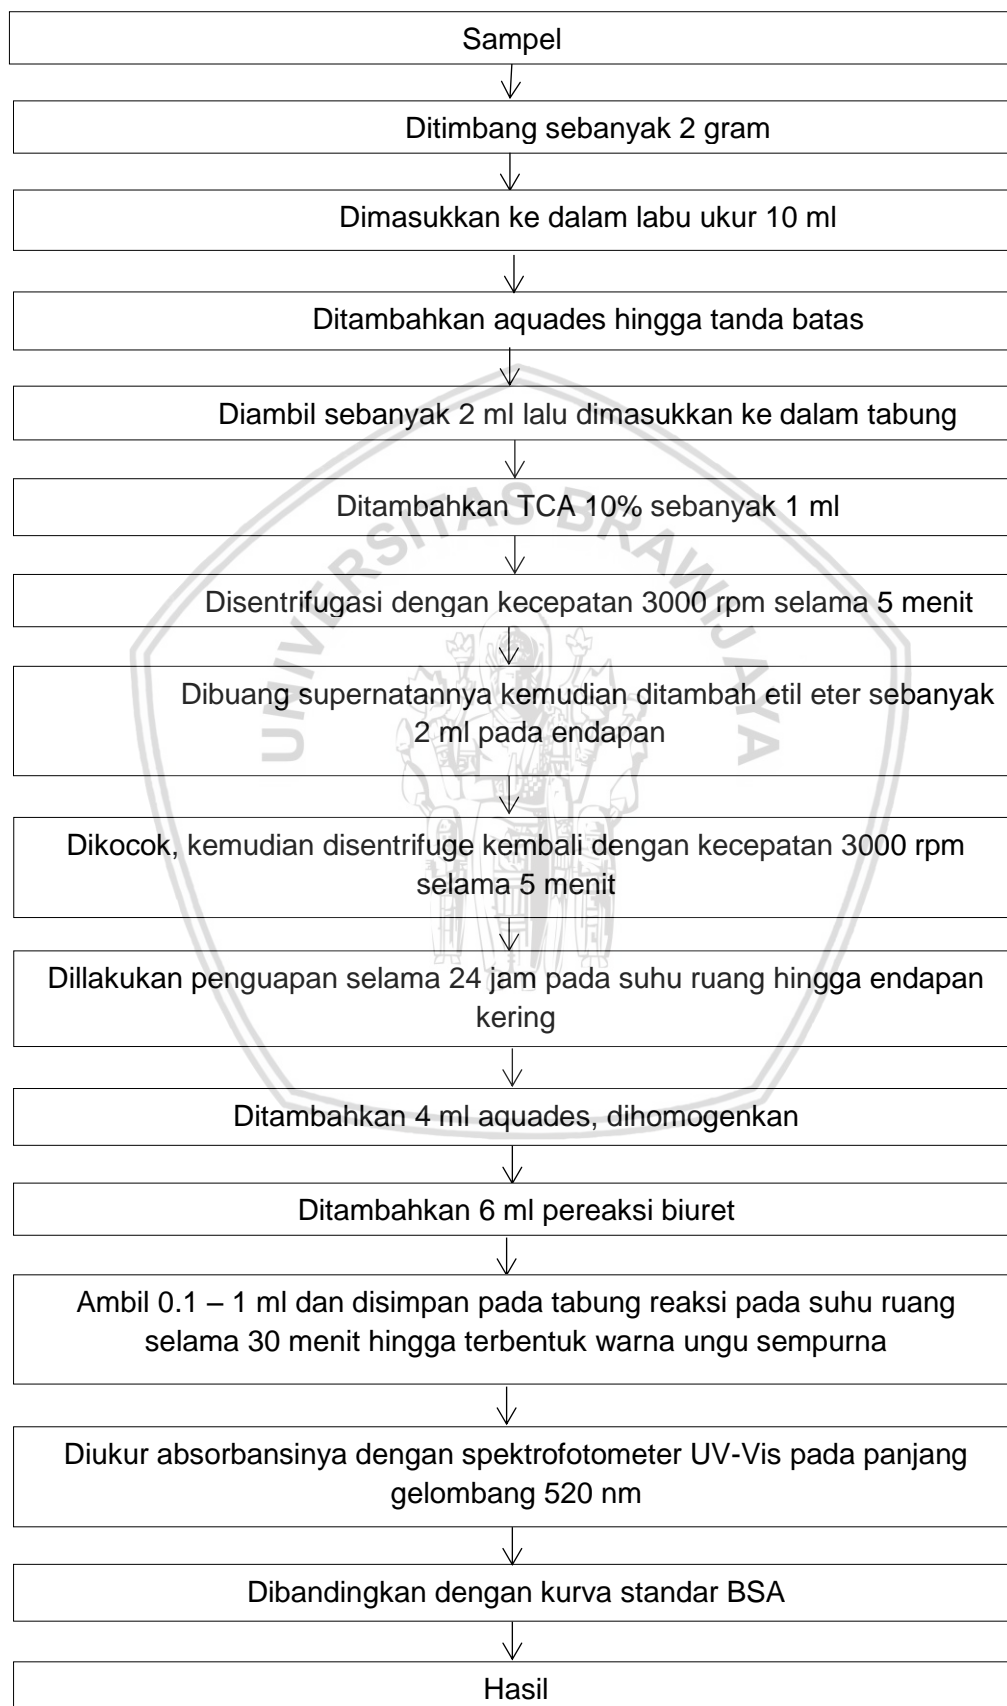 Sampel
Ditimbang sebanyak 2 gram
Dimasukkan ke dalam labu ukur 10 ml
Ditambahkan aquades hingga tanda batas
Diambil sebanyak 2 ml lalu dimasukkan ke dalam tabung
Ditambahkan TCA 10% sebanyak 1 ml
UNIVERSITAS BRAWIJAYA
Disentrifugasi dengan kecepatan 3000 rpm selama 5 menit
Dibuang supernatannya kemudian ditambah etil eter sebanyak
2 ml pada endapan
Dikocok, kemudian disentrifuge kembali dengan kecepatan 3000 rpm
selama 5 menit
Dillakukan penguapan selama 24 jam pada suhu ruang hingga endapan
kering
Ditambahkan 4 ml aquades, dihomogenkan
Ditambahkan 6 ml pereaksi biuret
Ambil 0.1 – 1 ml dan disimpan pada tabung reaksi pada suhu ruang
selama 30 menit hingga terbentuk warna ungu sempurna
Diukur absorbansinya dengan spektrofotometer UV-Vis pada panjang
gelombang 520 nm
Dibandingkan dengan kurva standar BSA
Hasil